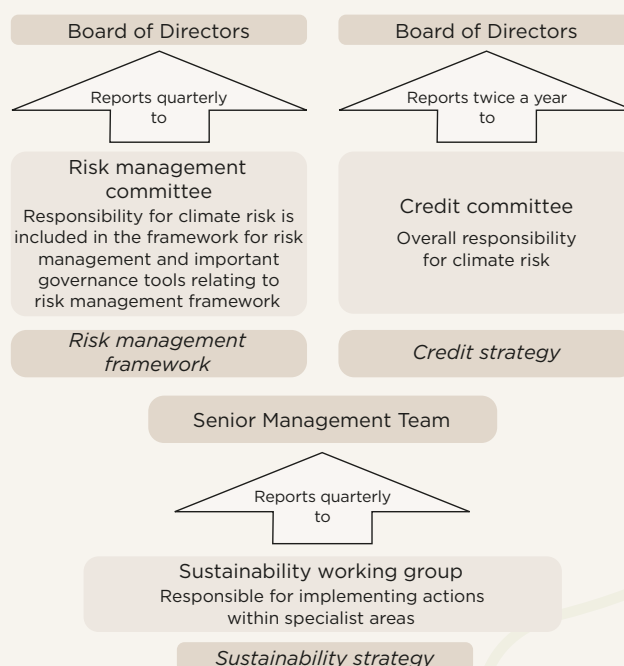 Board of Directors
Reports quarterly
to
Risk management
committee
Responsibility for climate risk is
included in the framework for risk
management and important
governance tools relating to
risk management framework
Risk management
framework
Board of Directors
Reports twice a year
to
Credit committee
Overall responsibility
for climate risk
Credit strategy
Senior Management Team
Reports quarterly
to
Sustainability working group
Responsible for implementing actions
within specialist areas
Sustainability strategy